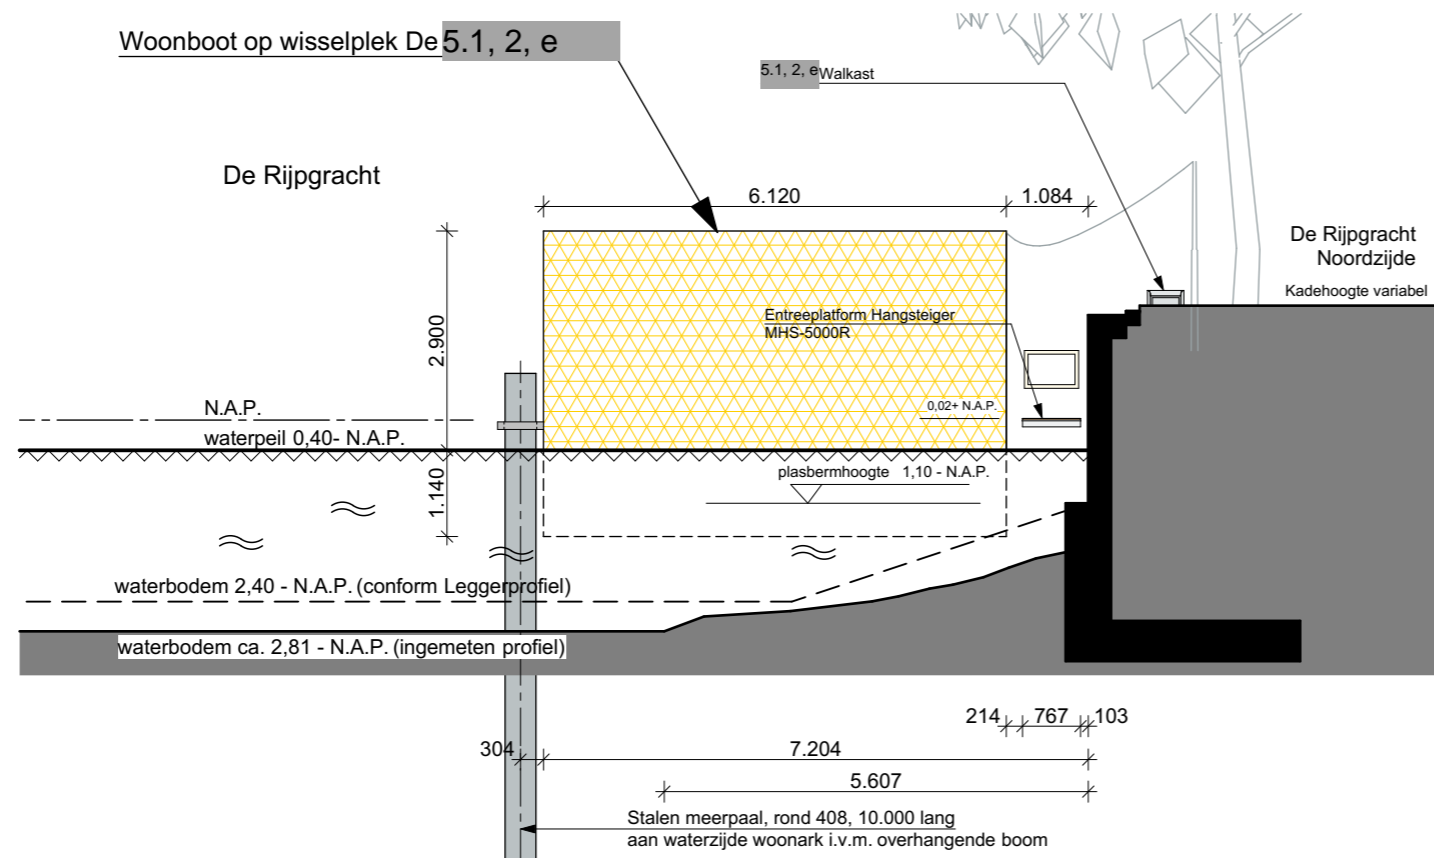 Woonboot op wisselplek De 5.1, 2, e
5.1, 2, e Walkast
De Rijpgracht
6.120
1.084
De Rijpgracht
Noordzijde
Kadehoogte variabel
2.900
Entreeplatform Hangsteiger
MHS-5000R
N.A.P.
0,02+ N.A.P.
waterpeil 0,40- N.A.P.
plasbermhoogte 1,10 - N.A.P.
1.140
waterbodem 2,40 - N.A.P. (conform Leggerprofiel)
waterbodem ca. 2,81 - N.A.P. (ingemeten profiel)
214
767
103
304
7.204
5.607
Stalen meerpaal, rond 408, 10.000 lang
aan waterzijde woonark i.v.m. overhangende boom